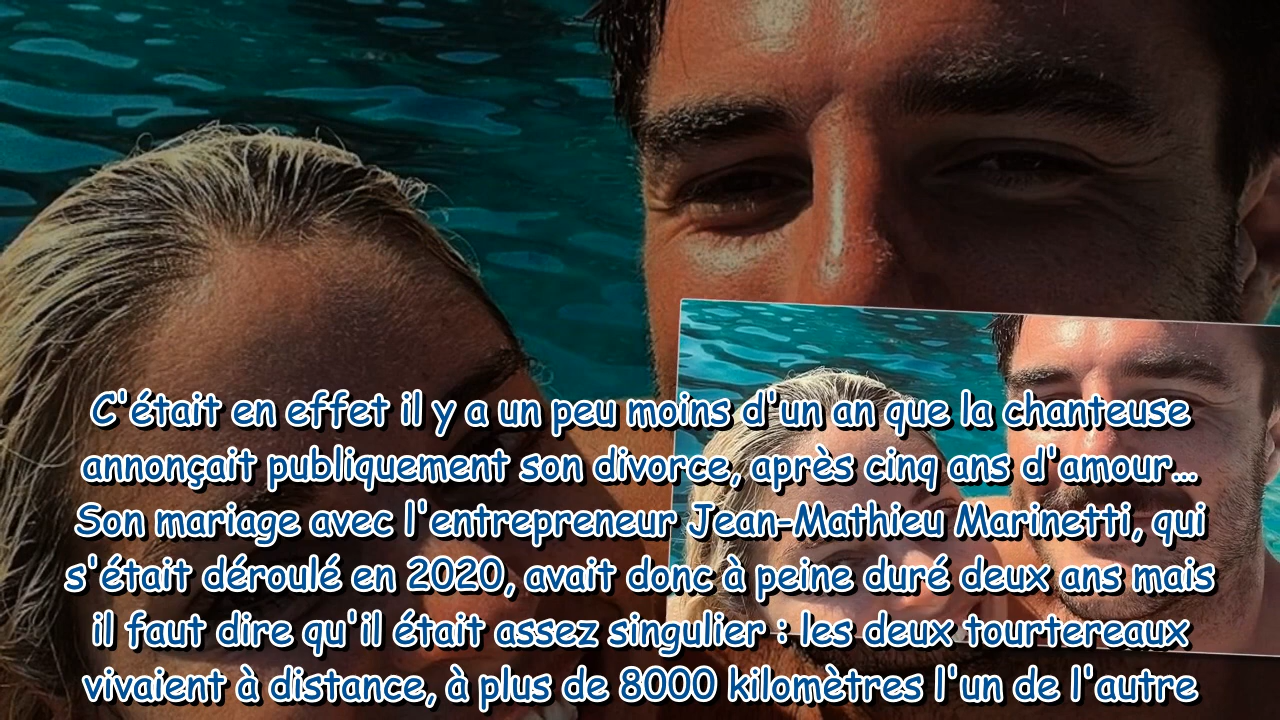 C'était en effet il y a un peu moins d'un an que la chanteuse
annonçait publiquement son divorce, après cinq ans d'amour...
Son mariage avec l'entrepreneur Jean-Mathieu Marinetti, qui
s'était déroulé en 2020, avait donc à peine duré deux ans mais
il faut dire qu'il était assez singulier : les deux tourtereaux
vivaient à distance, à plus de 8000 kilomètres l'un de l'autre